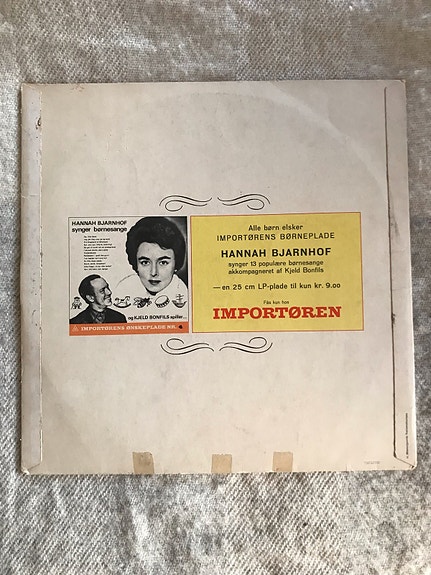 HANNAH BJARNHOF
synger børnesange
og KJELD BONFILS spiller...
IMPORTØRENS ØNSKEPLADE NR. 4
Alle børn elsker
IMPORTØRENS BØRNEPLADE
HANNAH BJARNHOF
synger 13 populære børnesange
akkompagneret af Kjeld Bonfils
—en 25 cm LP-plade til kun kr. 9.00
Fås kun hos
IMPORTØREN